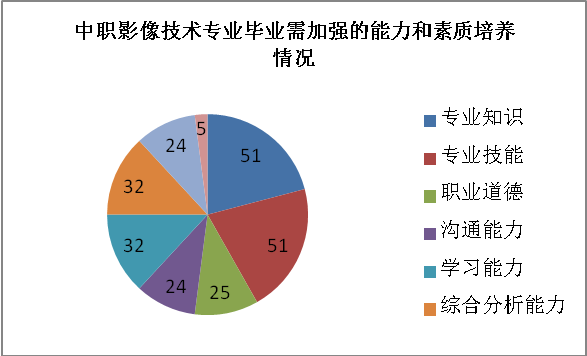 中职影像技术专业毕业需加强的能力和素质培养
情况
5
24
51
专业知识
专业技能
32
职业道德
沟通能力
32
51
学习能力
24
25
综合分析能力